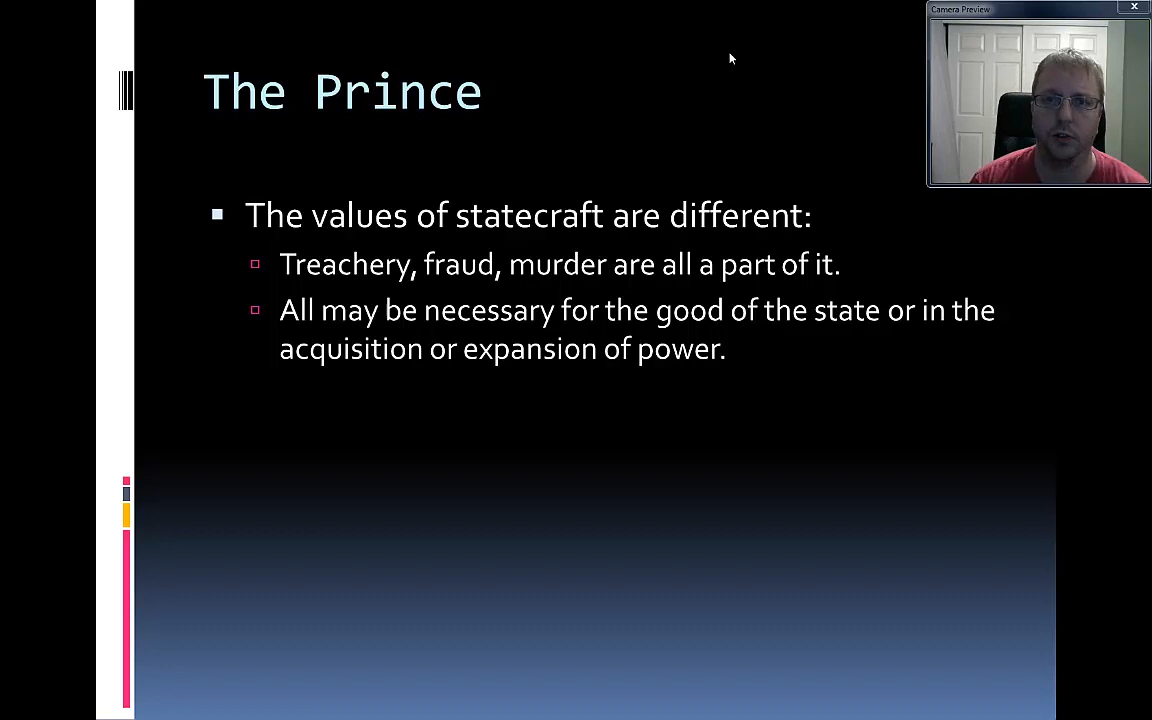 Camera Preview
The Prince
The values of statecraft are different:
Treachery, fraud, murder are all a part of it.
All may be necessary for the good of the state or in the
acquisition or expansion of power.